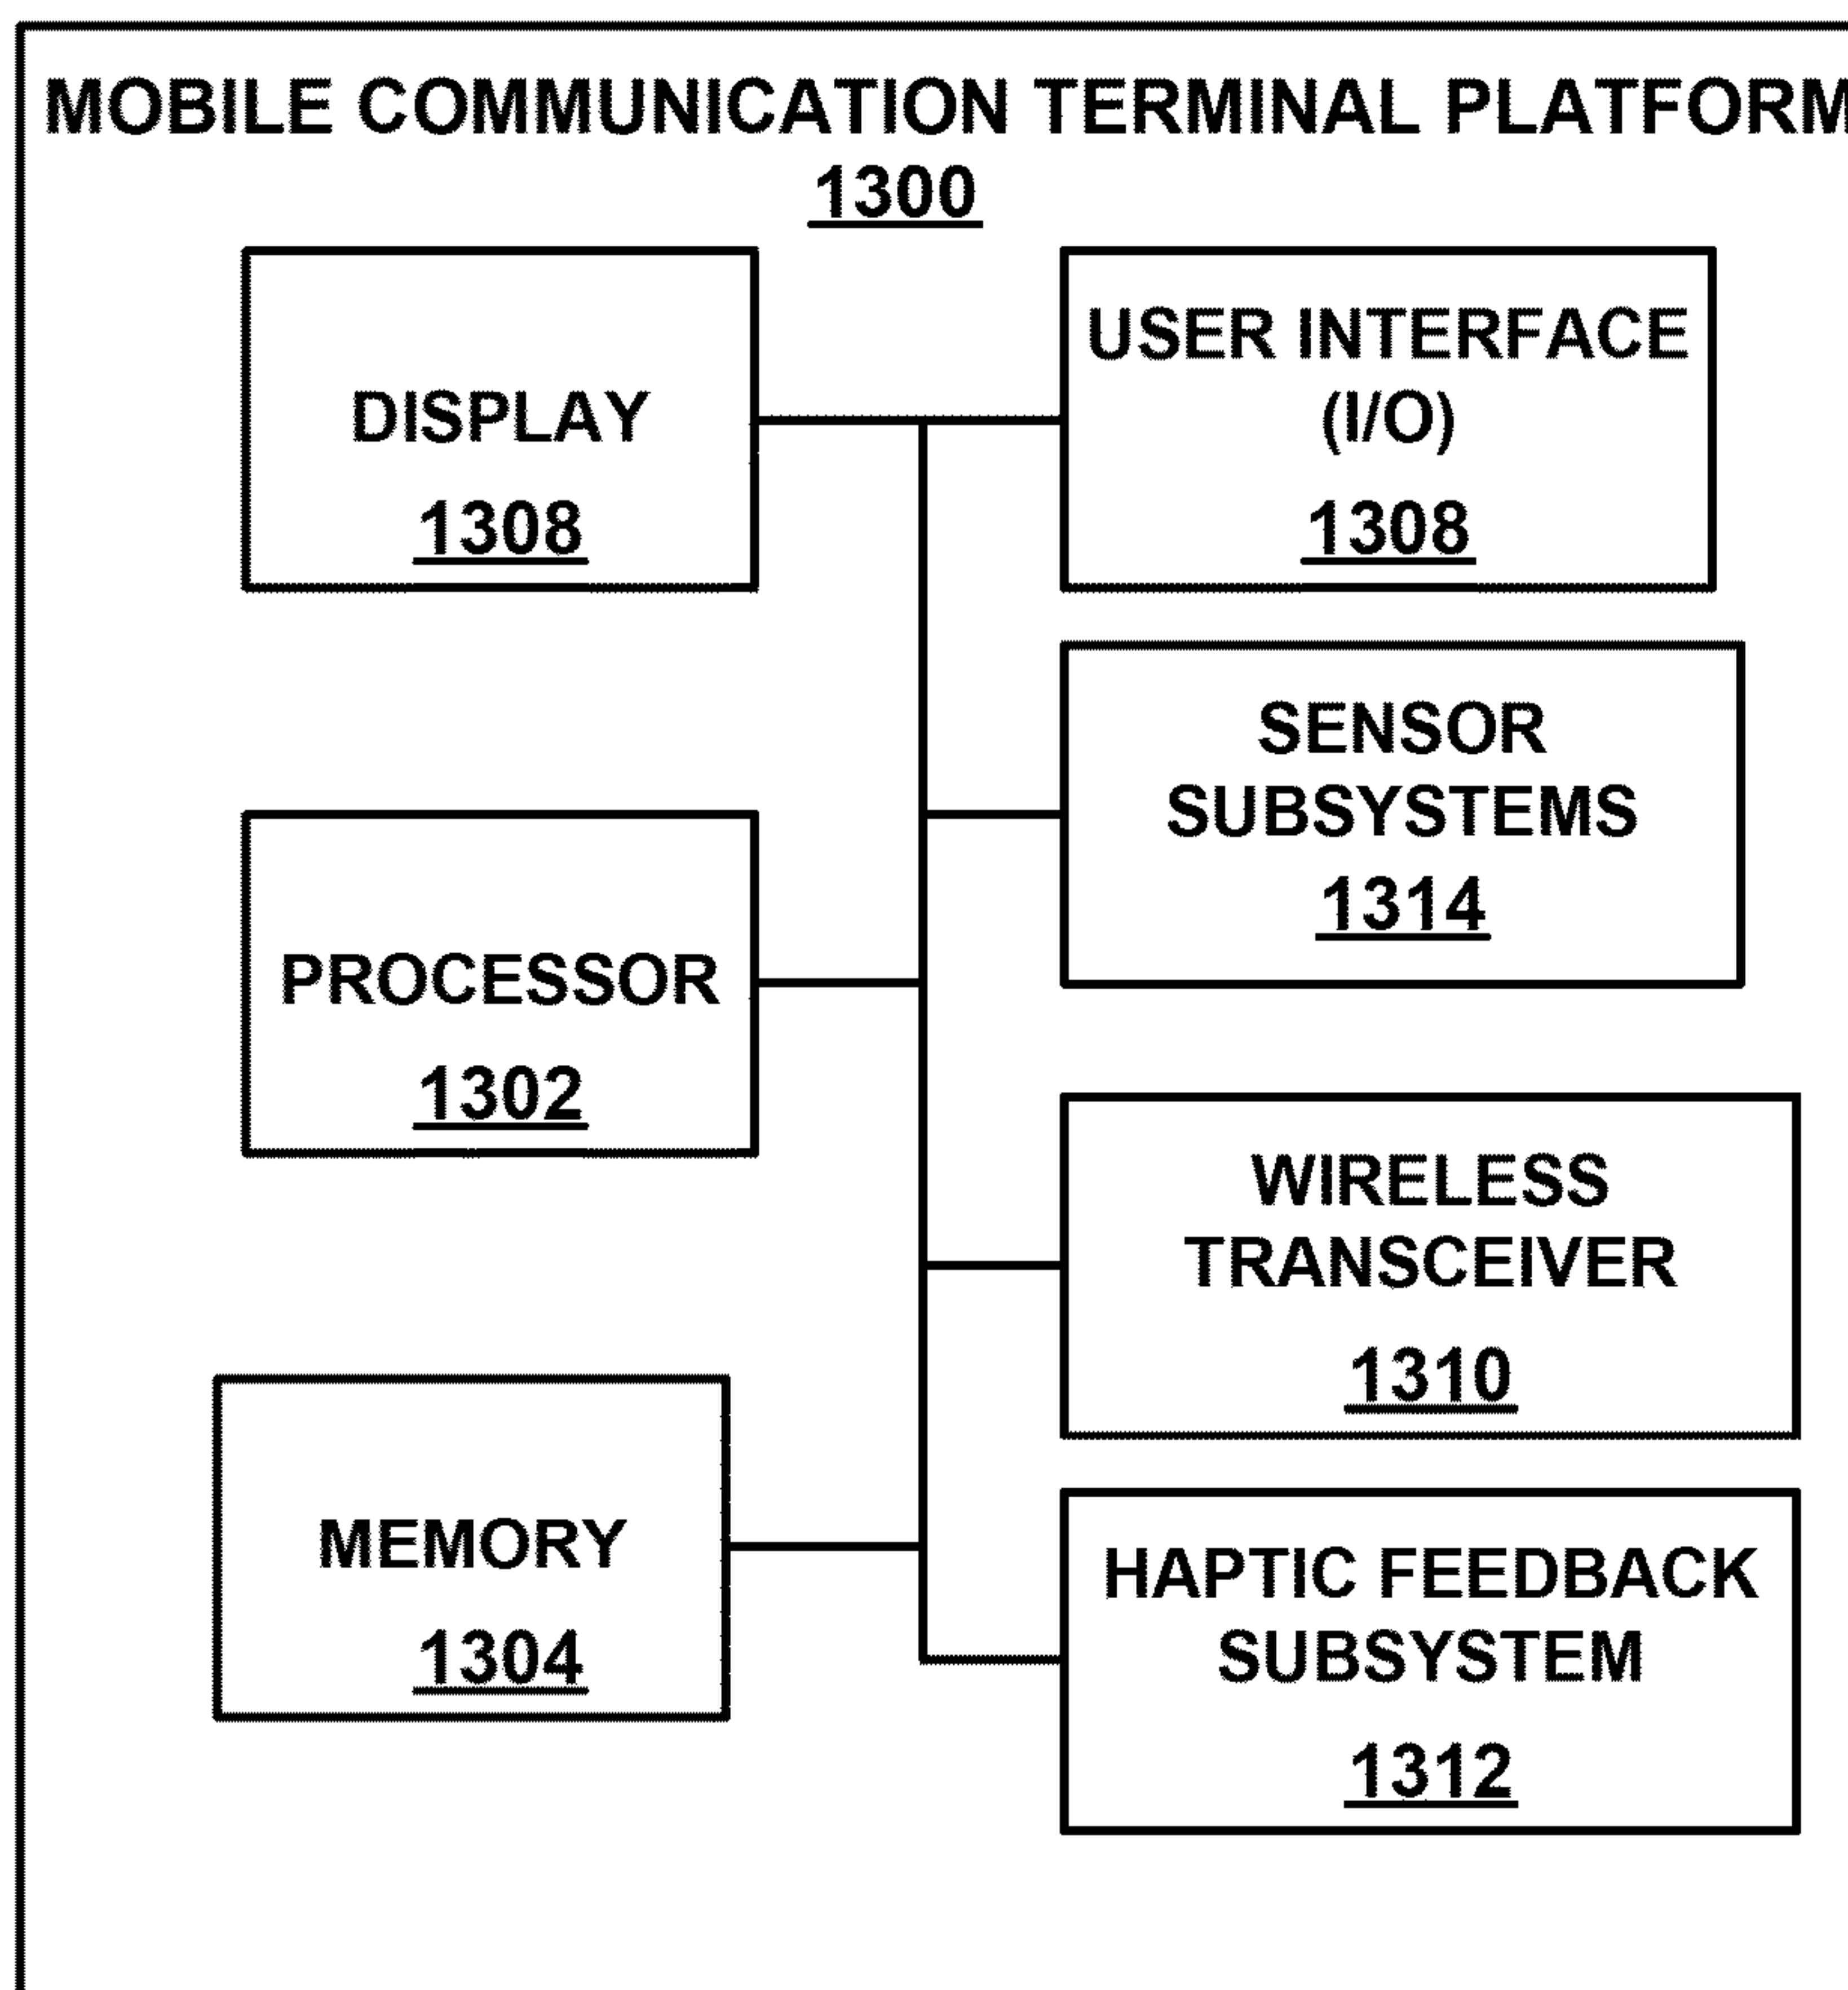 MOBILE COMMUNICATION TERMINAL PLATFORM
1300
DISPLAY
1308
USER INTERFACE
(I/O)
1308
SENSOR
SUBSYSTEMS
1314
PROCESSOR
1302
WIRELESS
TRANSCEIVER
1310
MEMORY
1304
HAPTIC FEEDBACK
SUBSYSTEM
1312